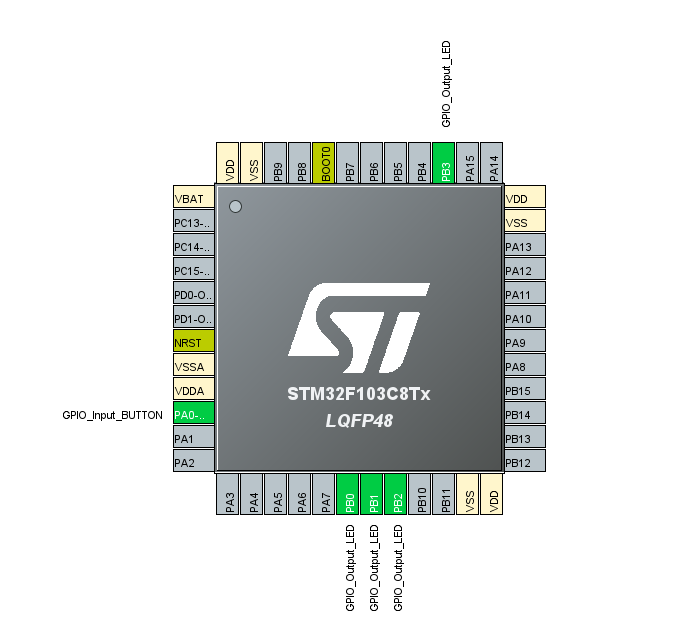 GPIO_Output_LED
VDD
VSS
PB9
PB8
BOOT0
PB7
PB6
PB5
PB4
PB3
PA15
PA14
VBAT
PC13-..
PC14-..
PC15-..
PD0-O..
PD1-O..
NRST
VSSA
VDDA
GPIO_Input_BUTTON PA0-..
PA1
PA2
ST
STM32F103C8Tx
LQFP48
VDD
VSS
PA13
PA12
PA11
PA10
PA9
PA8
PB15
PB14
PB13
PB12
PA3
PA4
PA5
PA6
PA7
PB0
PB1
PB2
PB10
PB11
VSS
VDD
GPIO_Output_LED
GPIO_Output_LED
GPIO_Output_LED